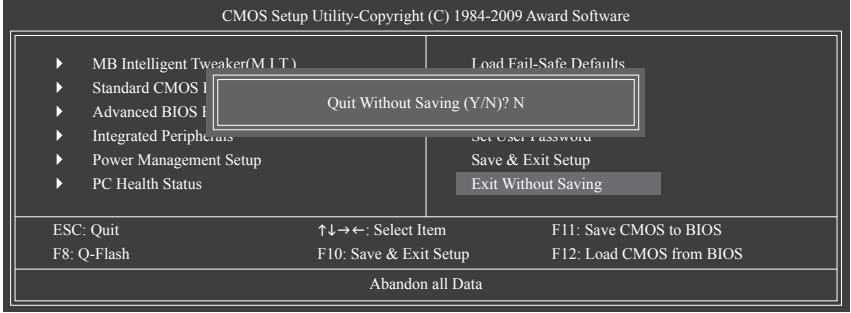 CMOS Setup Utility-Copyright (C) 1984-2009 Award Software
MB Intelligent Tweaker(M.I.T.)
Standard CMOS
Advanced BIOS
Integrated Peripherals
Power Management Setup
PC Health Status
Load Fail-Safe Defaults
Set User Password
Save & Exit Setup
Exit Without Saving
Quit Without Saving (Y/N)? N
ESC: Quit
↑↓→←: Select Item
F11: Save CMOS to BIOS
F8: Q-Flash
F10: Save & Exit Setup
F12: Load CMOS from BIOS
Abandon all Data